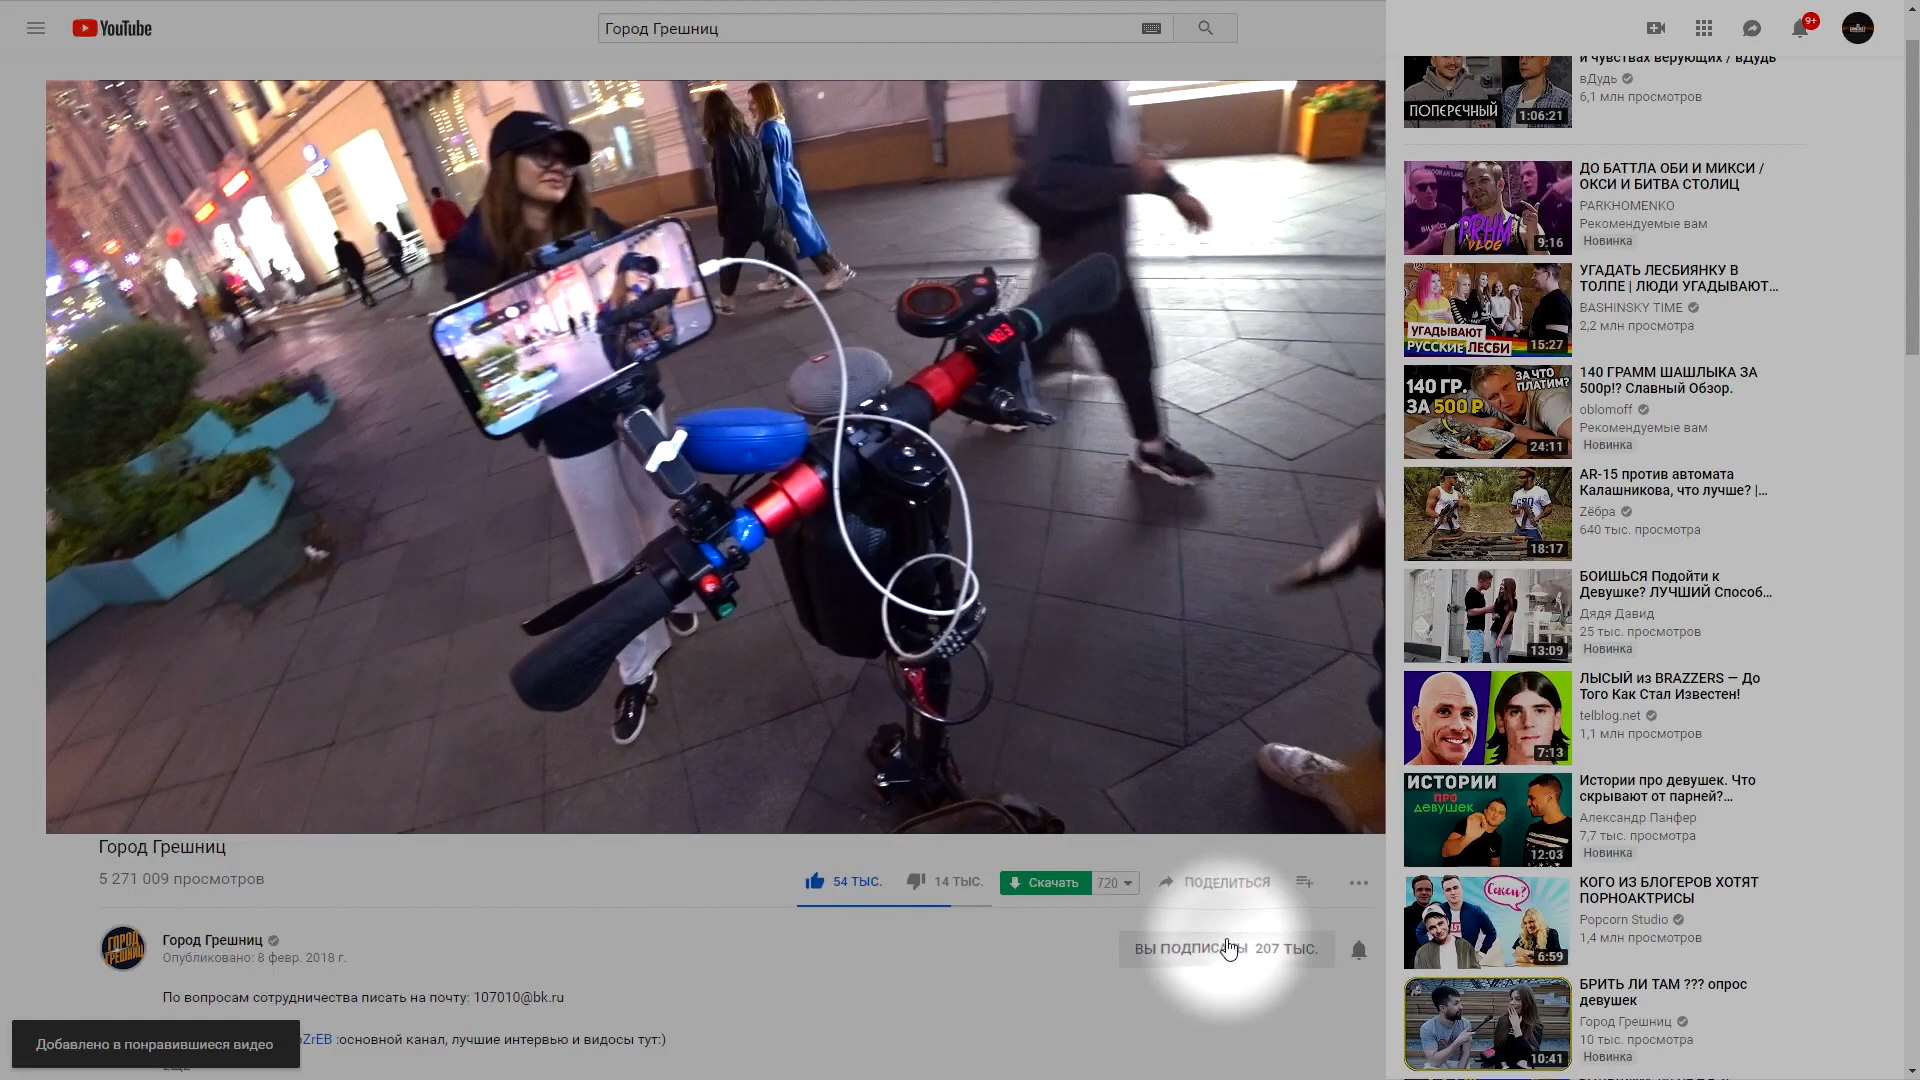 YouTube
Город Грешниц
9+
Город Грешниц
5 271 009 просмотров
54 ТЫС.
14 ТЫС.
Скачать
720
ПОДЕЛИТЬСЯ
Город Грешниц
Опубликовано: 8 февр. 2018 г.
207 ТЫС.
По вопросам сотрудничества писать на почту: 107010@bk.ru
ZrEB :основной канал, лучшие интервью и видосы тут:)
Добавлено в понравившиеся видео
и чувствах верующих / вДудь
вДудь
6,1 млн просмотров
ПОПЕРЕЧНЫЙ
1:06:21
ДО БАТТЛА ОБИ И МИКСИ /
ОКСИ И БИТВА СТОЛИЦ
PARKHOMENKO
Рекомендуемые вам
Новинка
PRHM
VLOG
9:16
УГАДАТЬ ЛЕСБИЯНКУ В
ТОЛПЕ | ЛЮДИ УГАДЫВАЮТ...
BASHINSKY TIME
2,2 млн просмотра
УГАДЫВАЮТ
РУССКИЕ ЛЕСБИ
15:27
140 ГРАММ ШАШЛЫКА ЗА
500р!? Славный Обзор.
oblomoff
Рекомендуемые вам
Новинка
140 ГР.
ЗА 500 ₽
ЗА ЧТО
ПЛАТИМ?
24:11
AR-15 против автомата
Калашникова, что лучше? |...
Zёбра
640 тыс. просмотра
18:17
БОИШЬСЯ Подойти к
Девушке? ЛУЧШИЙ Способ...
Дядя Давид
25 тыс. просмотров
Новинка
13:09
ЛЫСЫЙ из BRAZZERS — До
Того Как Стал Известен!
telblog.net
1,1 млн просмотров
7:13
Истории про девушек. Что
скрывают от парней?...
Александр Панфер
7,7 тыс. просмотра
Новинка
ИСТОРИИ
ПРО
девушек
12:03
КОГО ИЗ БЛОГЕРОВ ХОТЯТ
ПОРНОАКТРИСЫ
Popcorn Studio
1,4 млн просмотров
Секси?
6:59
БРИТЬ ЛИ ТАМ ??? опрос
девушек
Город Грешниц
10 тыс. просмотра
Новинка
10:41